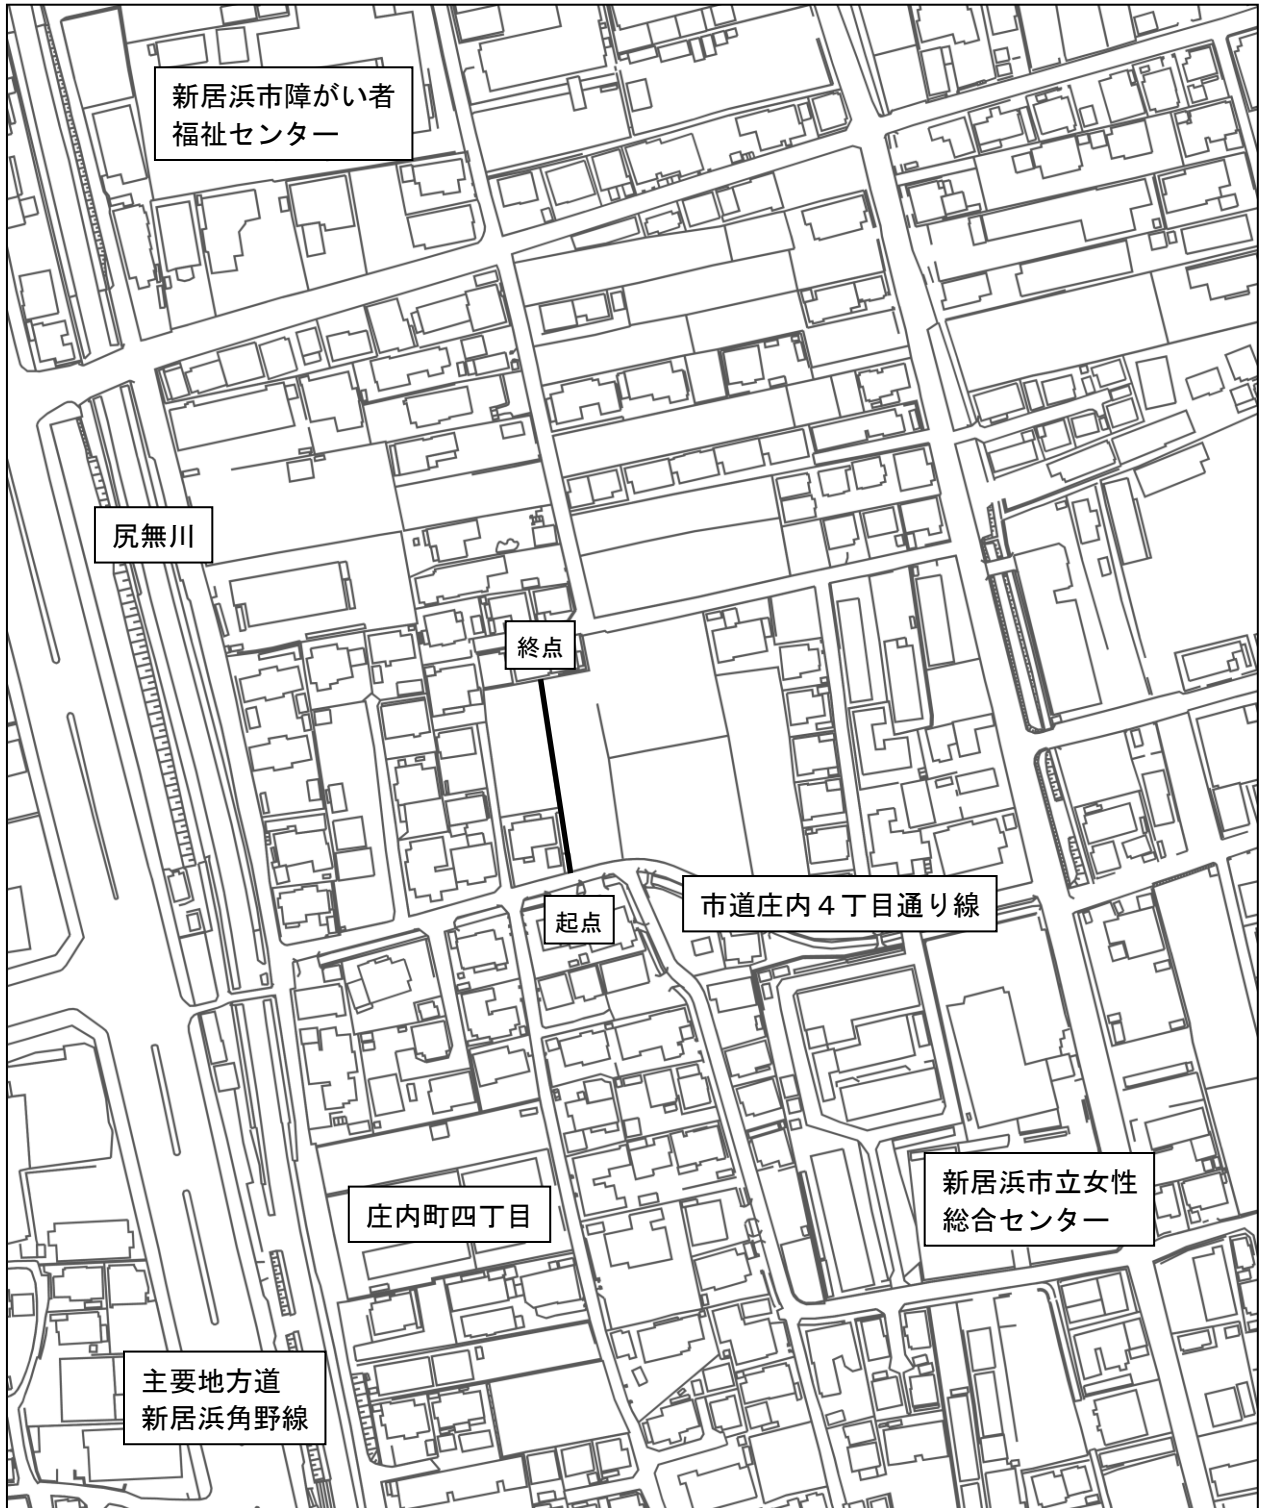 新居浜市障がい者
福祉センター
尻無川
終点
市道庄内４丁目通り線
起点
新居浜市立女性
総合センター
庄内町四丁目
主要地方道
新居浜角野線